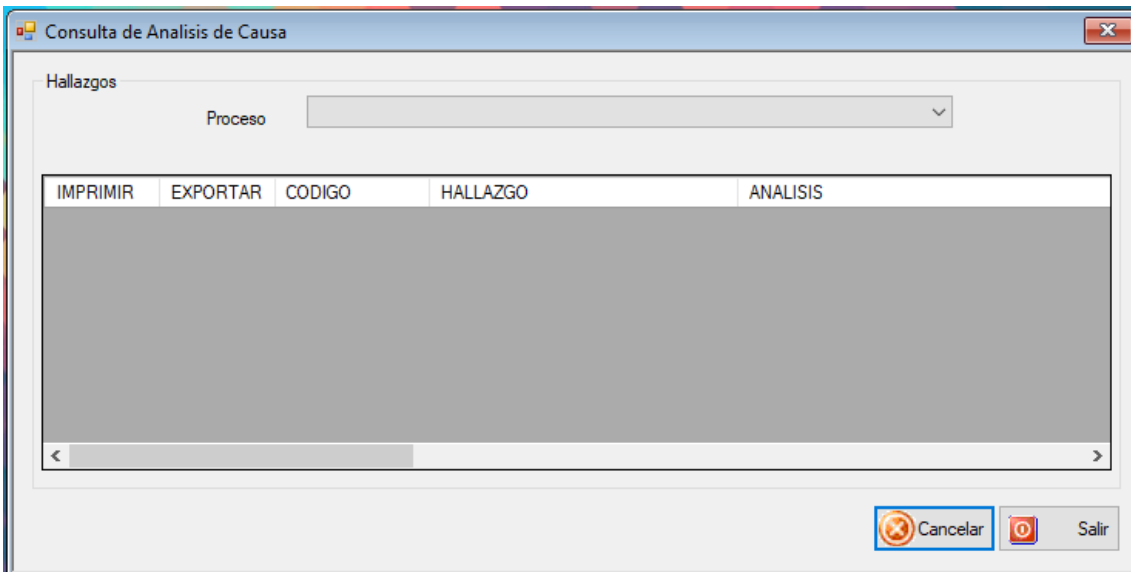 Consulta de Analisis de Causa
Hallazgos
Proceso
IMPRIMIR EXPORTAR CODIGO HALLAZGO ANALISIS
Cancelar Salir